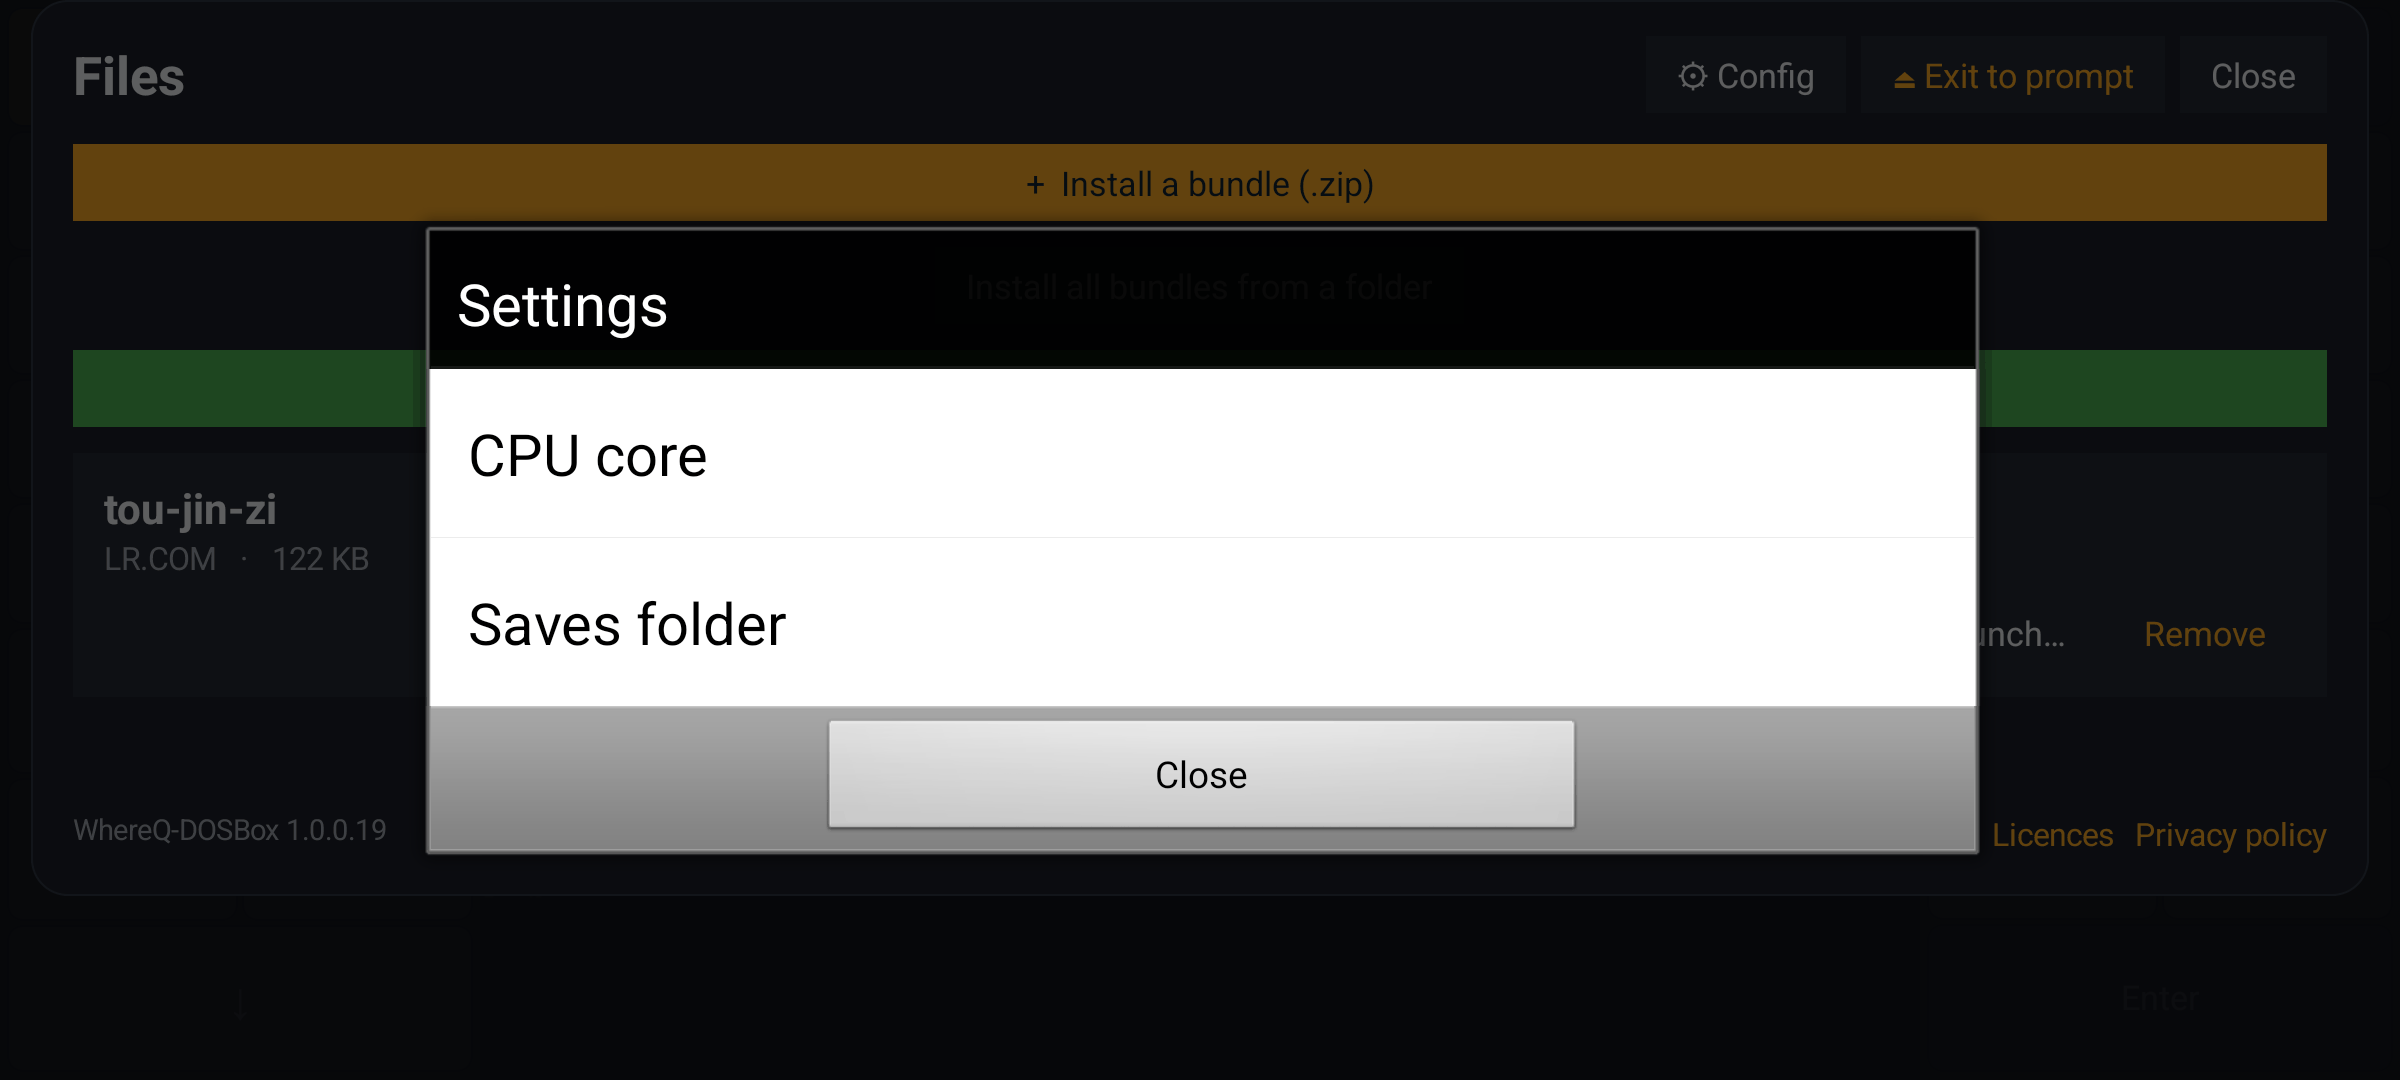 Files
Config
Exit to prompt
Close
+ Install a bundle (.zip)
Install all bundles from a folder
Settings
CPU core
Saves folder
Close
tou-jin-zi
LR.COM · 122 KB
Remove
WhereQ-DOSBox 1.0.0.19
Licences
Privacy policy
↓
Enter